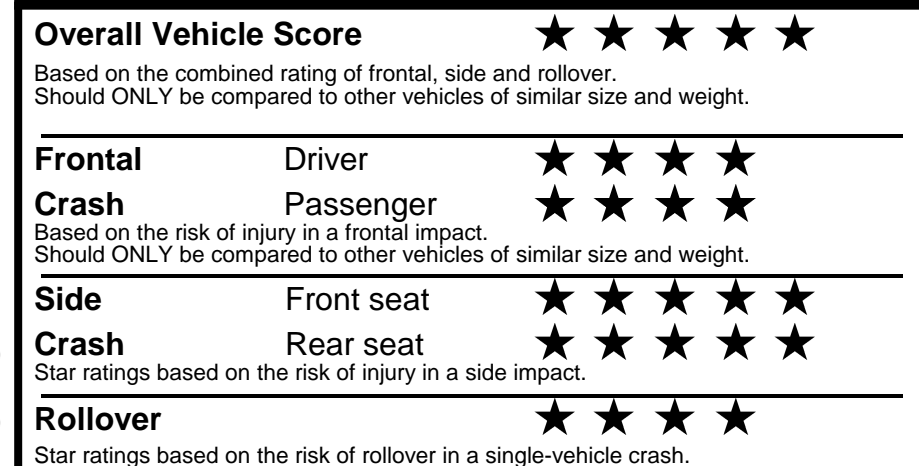 Overall Vehicle Score ★ ★ ★ ★ ★
Based on the combined rating of frontal, side and rollover.
Should ONLY be compared to other vehicles of similar size and weight.
Frontal Driver ★ ★ ★ ★
Crash Passenger ★ ★ ★ ★
Based on the risk of injury in a frontal impact.
Should ONLY be compared to other vehicles of similar size and weight.
Side Front seat ★ ★ ★ ★ ★
Crash Rear seat ★ ★ ★ ★ ★
Star ratings based on the risk of injury in a side impact.
Rollover ★ ★ ★ ★
Star ratings based on the risk of rollover in a single-vehicle crash.